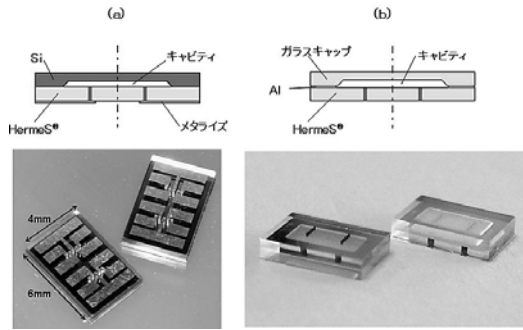 (a)
(b)
Si
キャビティ
HermeS®
メタライズ
ガラスキャップ
キャビティ
Al
HermeS®
4mm
6mm